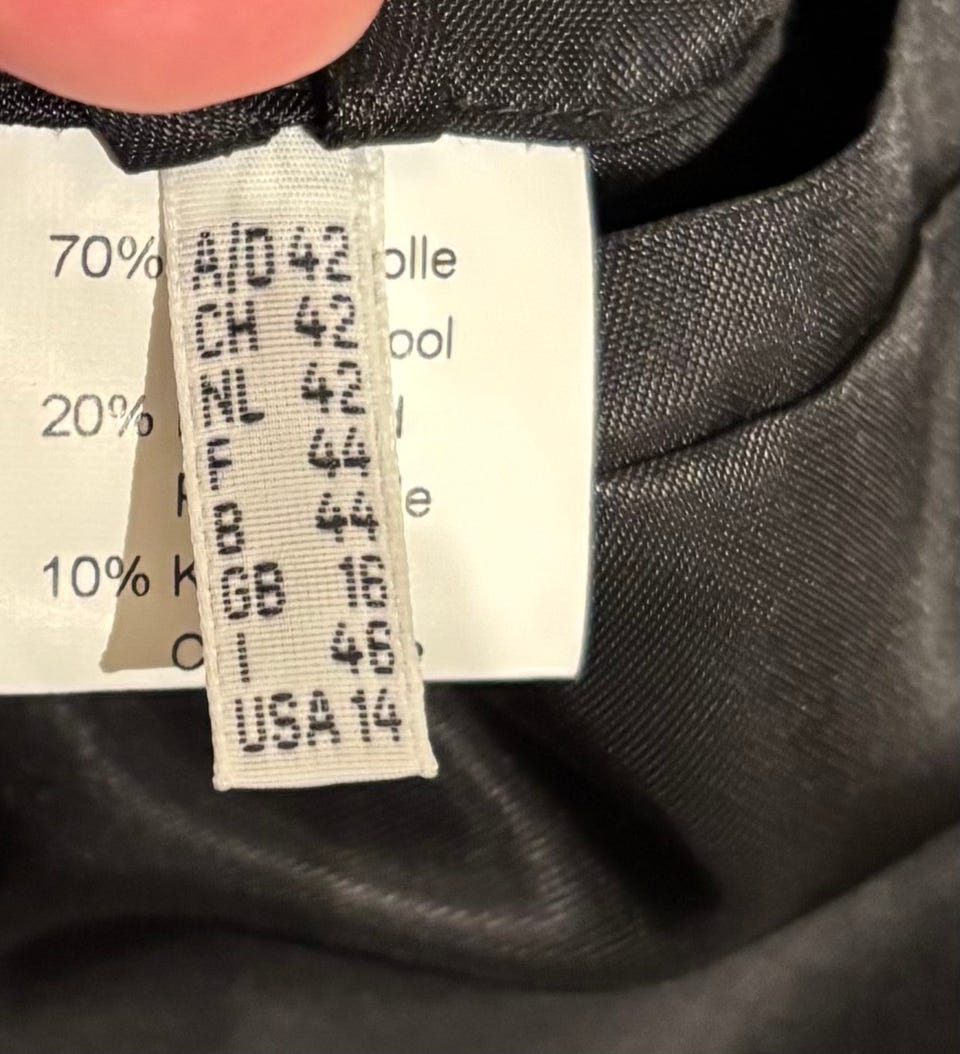 A/D 42
CH 42
NL 42
F 44
B 44
GB 16
I 46
USA 14
70%
20%
10%